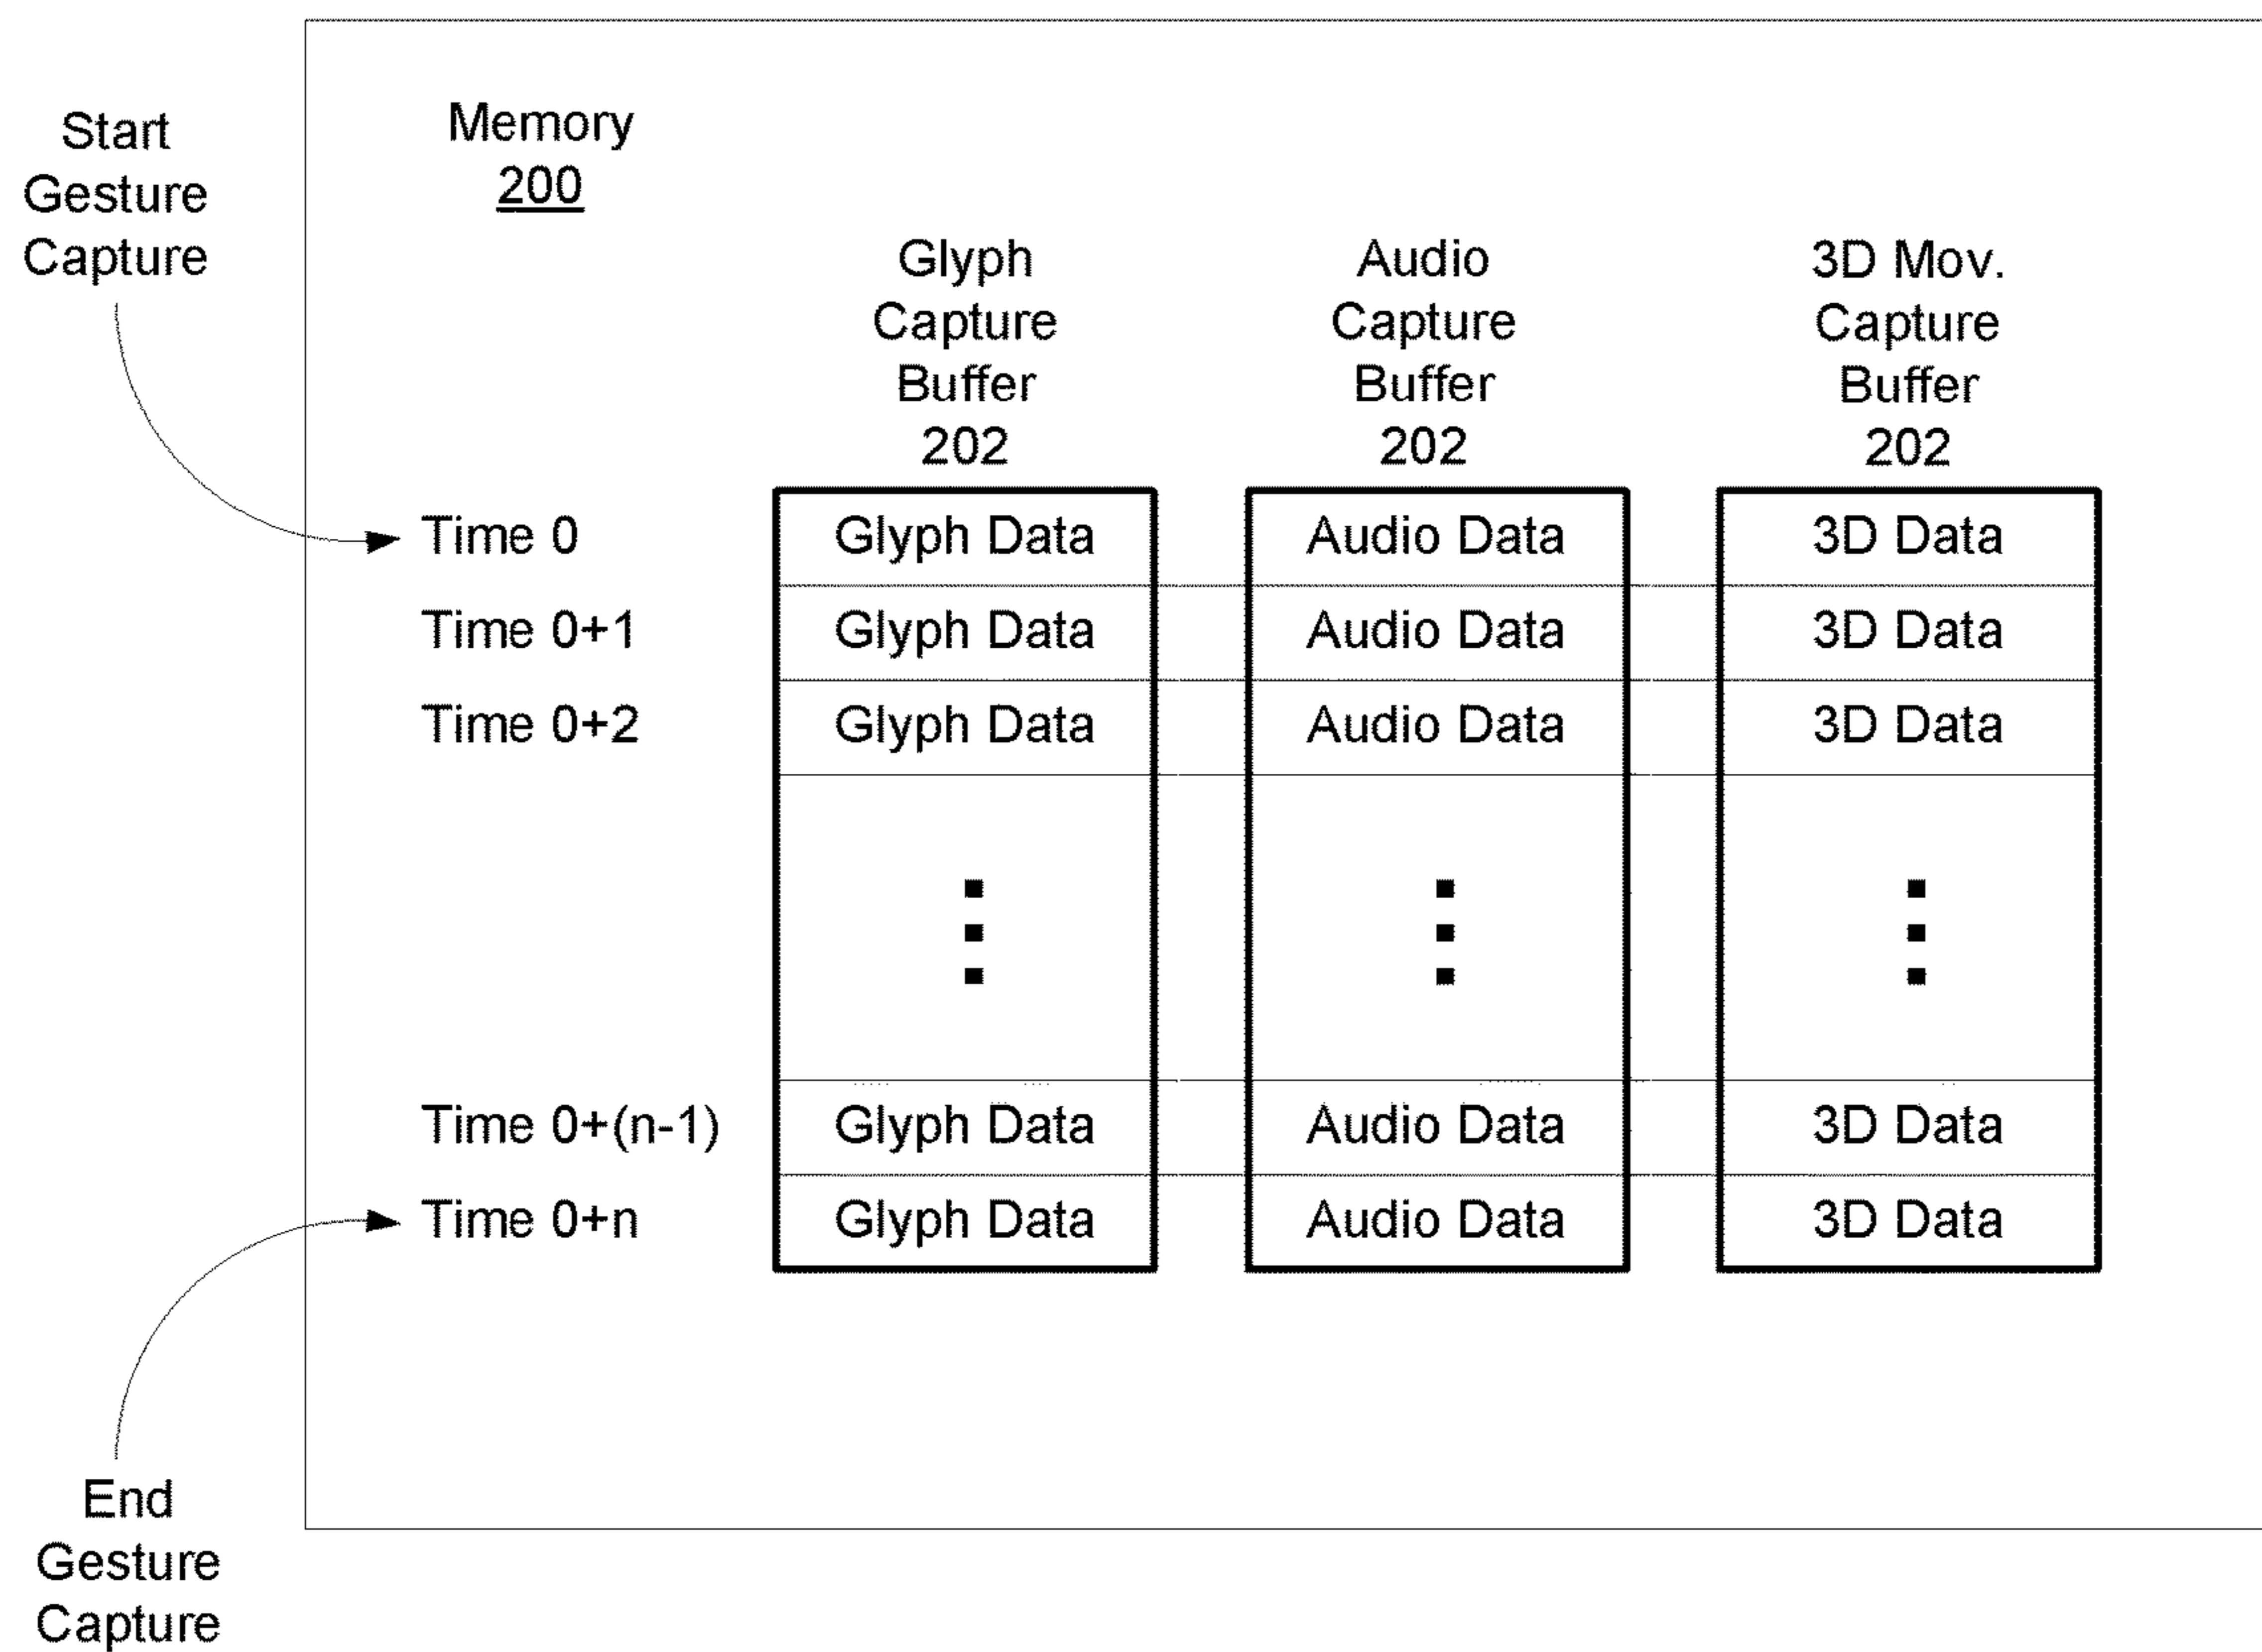 Start
Gesture
Capture
Memory
200
Glyph
Capture
Buffer
202
Audio
Capture
Buffer
202
3D Mov.
Capture
Buffer
202
Time 0 Glyph Data Audio Data 3D Data
Time 0+1 Glyph Data Audio Data 3D Data
Time 0+2 Glyph Data Audio Data 3D Data
Time 0+(n-1) Glyph Data Audio Data 3D Data
Time 0+n Glyph Data Audio Data 3D Data
End
Gesture
Capture